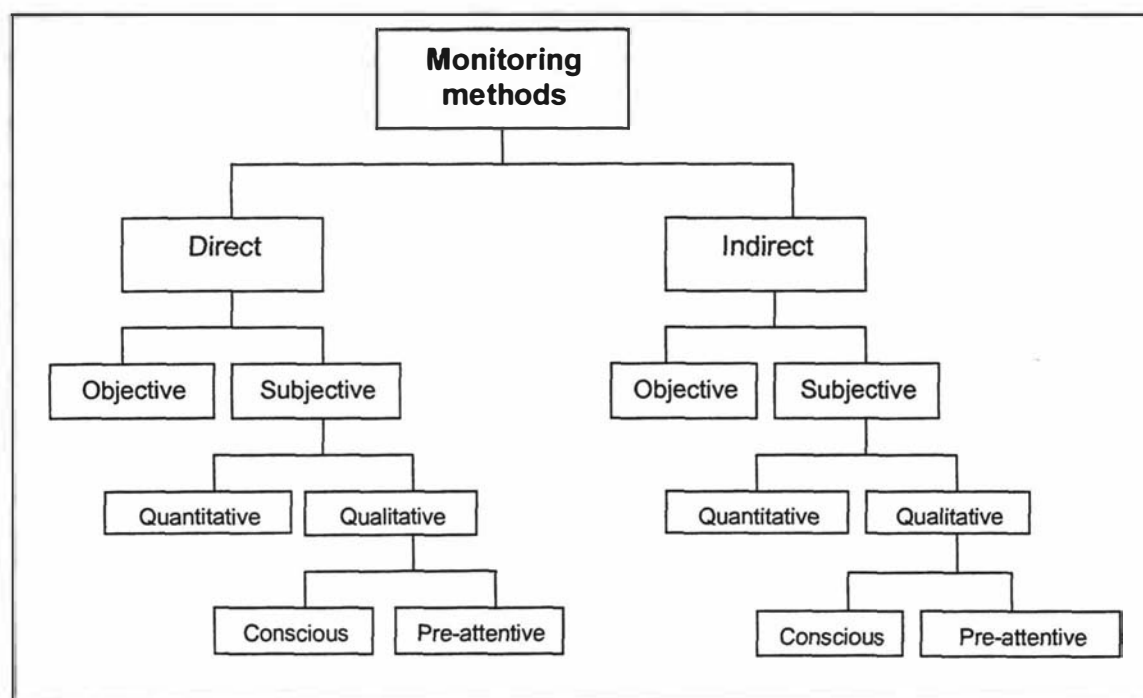 Monitoring
methods
Direct
Indirect
Objective
Subjective
Objective
Subjective
Quantitative
Qualitative
Quantitative
Qualitative
Conscious
Pre-attentive
Conscious
Pre-attentive